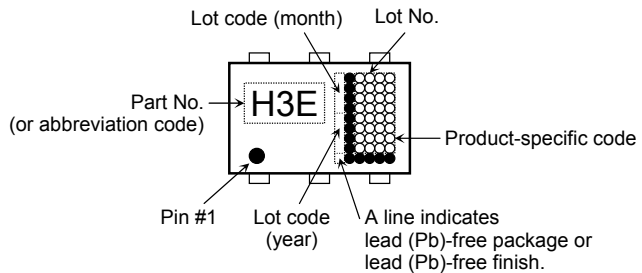 Lot code (month)
Lot No.
Part No.
(or abbreviation code)
H3E
Product-specific code
Pin #1
Lot code
(year)
A line indicates
lead (Pb)-free package or
lead (Pb)-free finish.